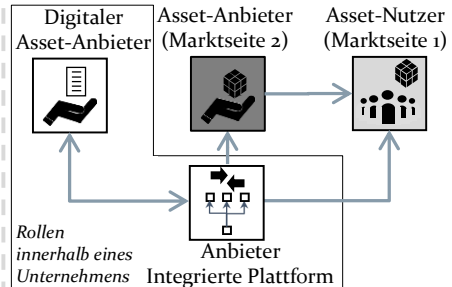 Digitaler
Asset-Anbieter
Asset-Anbieter
(Marktseite 2)
Asset-Nutzer
(Marktseite 1)
Rollen
innerhalb eines
Unternehmens
Anbieter
Integrierte Plattform